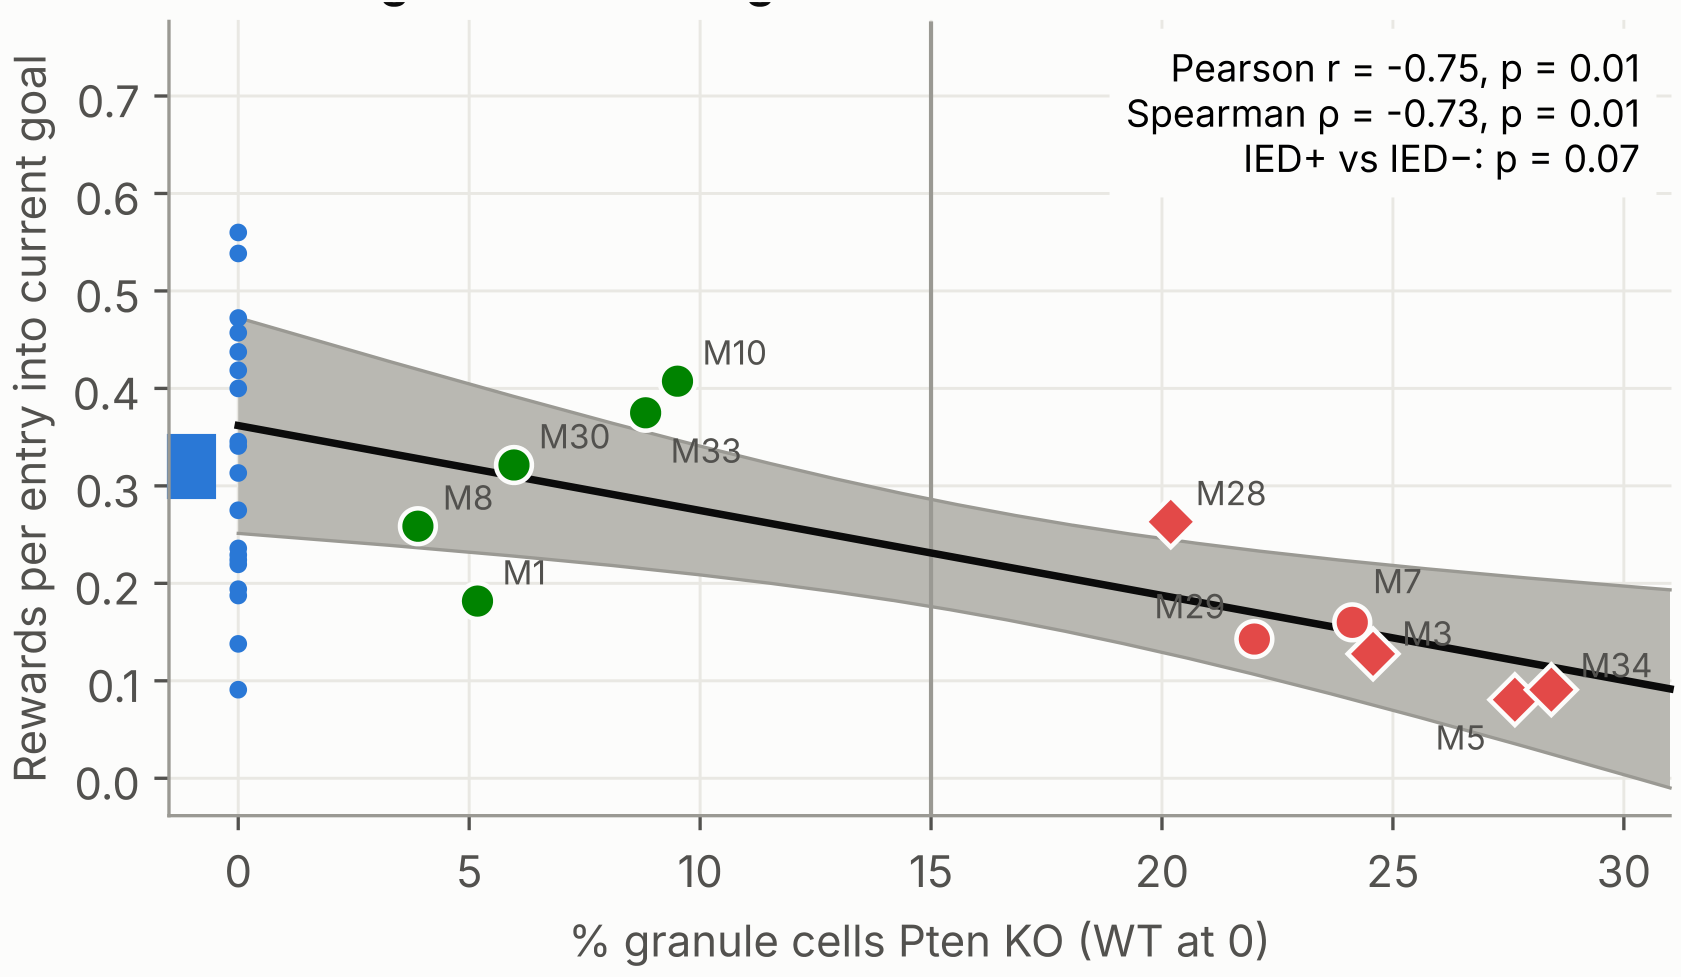 Pearson r = -0.75, p = 0.01
Spearman ρ = -0.73, p = 0.01
IED+ vs IED−: p = 0.07
Rewards per entry into current goal
0.7
0.6
0.5
0.4
0.3
0.2
0.1
0.0
M10
M30
M33
M8
M28
M1
M7
M29
M3
M34
M5
0 5 10 15 20 25 30
% granule cells Pten KO (WT at 0)